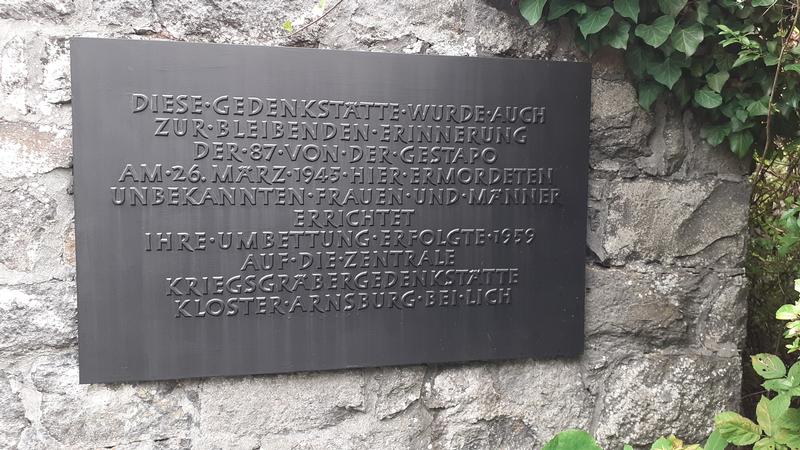 DIESE·GEDENKSTÄTTE·WURDE·AUCH
ZUR·BLEIBENDEN·ERINNERUNG
DER·87·VON·DER·GESTAPO
AM·26.MÄRZ·1945·HIER·ERMORDETEN
UNBEKANNTEN·FRAUEN·UND·MÄNNER
ERRICHTET
IHRE·UMBETTUNG·ERFOLGTE·1959
AUF·DIE·ZENTRALE
KRIEGSGRÄBERGEDENKSTÄTTE
KLOSTER·ARNSBURG·BEI·LICH